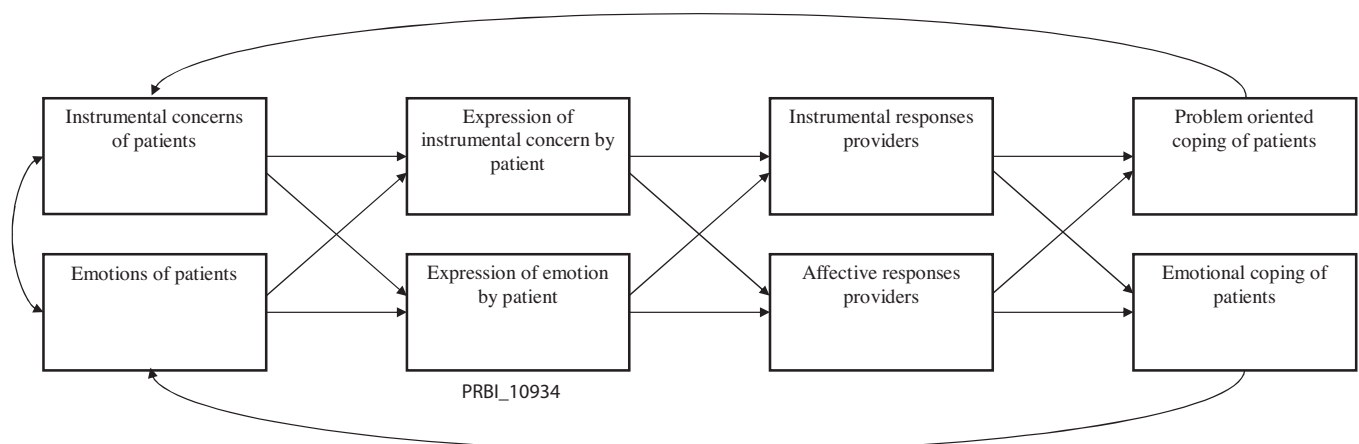 Instrumental concerns
of patients
Expression of
instrumental concern by
patient
Instrumental responses
providers
Problem oriented
coping of patients
Emotions of patients
Expression of emotion
by patient
Affective responses
providers
Emotional coping of
patients
PRBI_10934